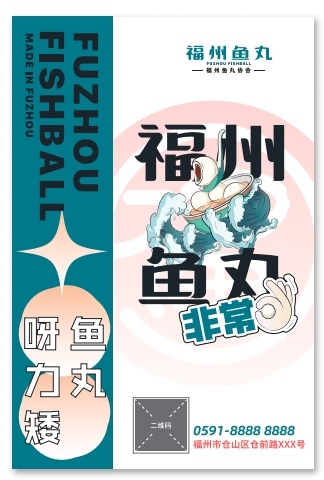 FUZHOU
FISHBALL
MADE IN FUZHOU
福州鱼丸
FUZHOU FISHBALL
福州鱼丸协会
福州
鱼丸
非常
鱼丸
呀力矮
二维码
0591-8888 8888
福州市仓山区仓前路XXX号